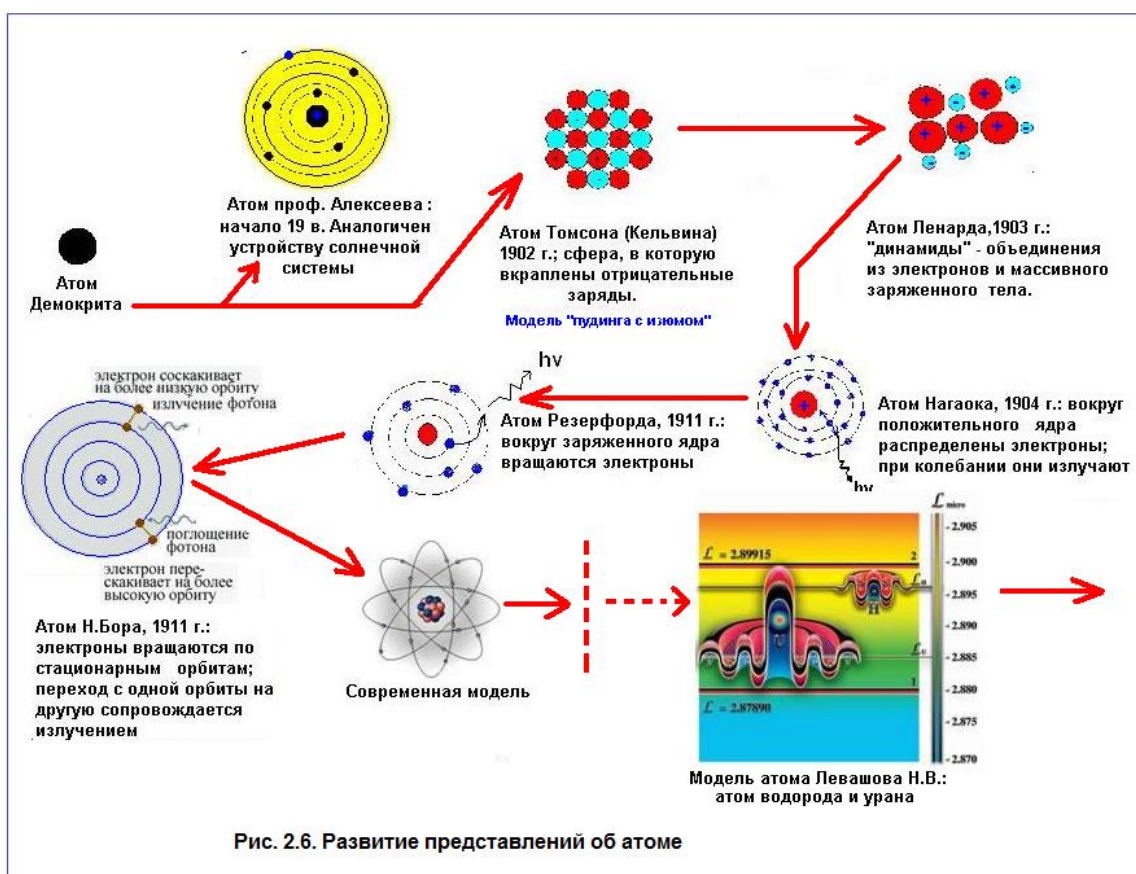 Атом
Демокрита
Атом проф. Алексеева :
начало 19 в. Аналогичен
устройству солнечной
системы
Атом Томсона (Кельвина)
1902 г.; сфера, в которую
вкраплены отрицательные
заряды.
Модель "пудинга с изюмом"
Атом Ленарда,1903 г.:
"динамиды" - объединения
из электронов и массивного
заряженного тела.
Атом Нагаока, 1904 г.: вокруг
положительного ядра
распределены электроны;
при колебании они излучают
hv
hv
Атом Резерфорда, 1911 г.:
вокруг заряженного ядра
вращаются электроны
электрон соскакивает
на более низкую орбиту
излучение фотона
поглощение
фотона
электрон пере-
скакивает на более
высокую орбиту
Атом Н.Бора, 1911 г.:
электроны вращаются по
стационарным орбитам;
переход с одной орбиты на
другую сопровождается
излучением
Современная модель
ℒ = 2.89915
2
H
U
1
ℒ = 2.87890
ℒ micro
2.905
2.900
2.895
2.890
2.885
2.880
2.875
2.870
Модель атома Левашова Н.В.:
атом водорода и урана
Рис. 2.6. Развитие представлений об атоме